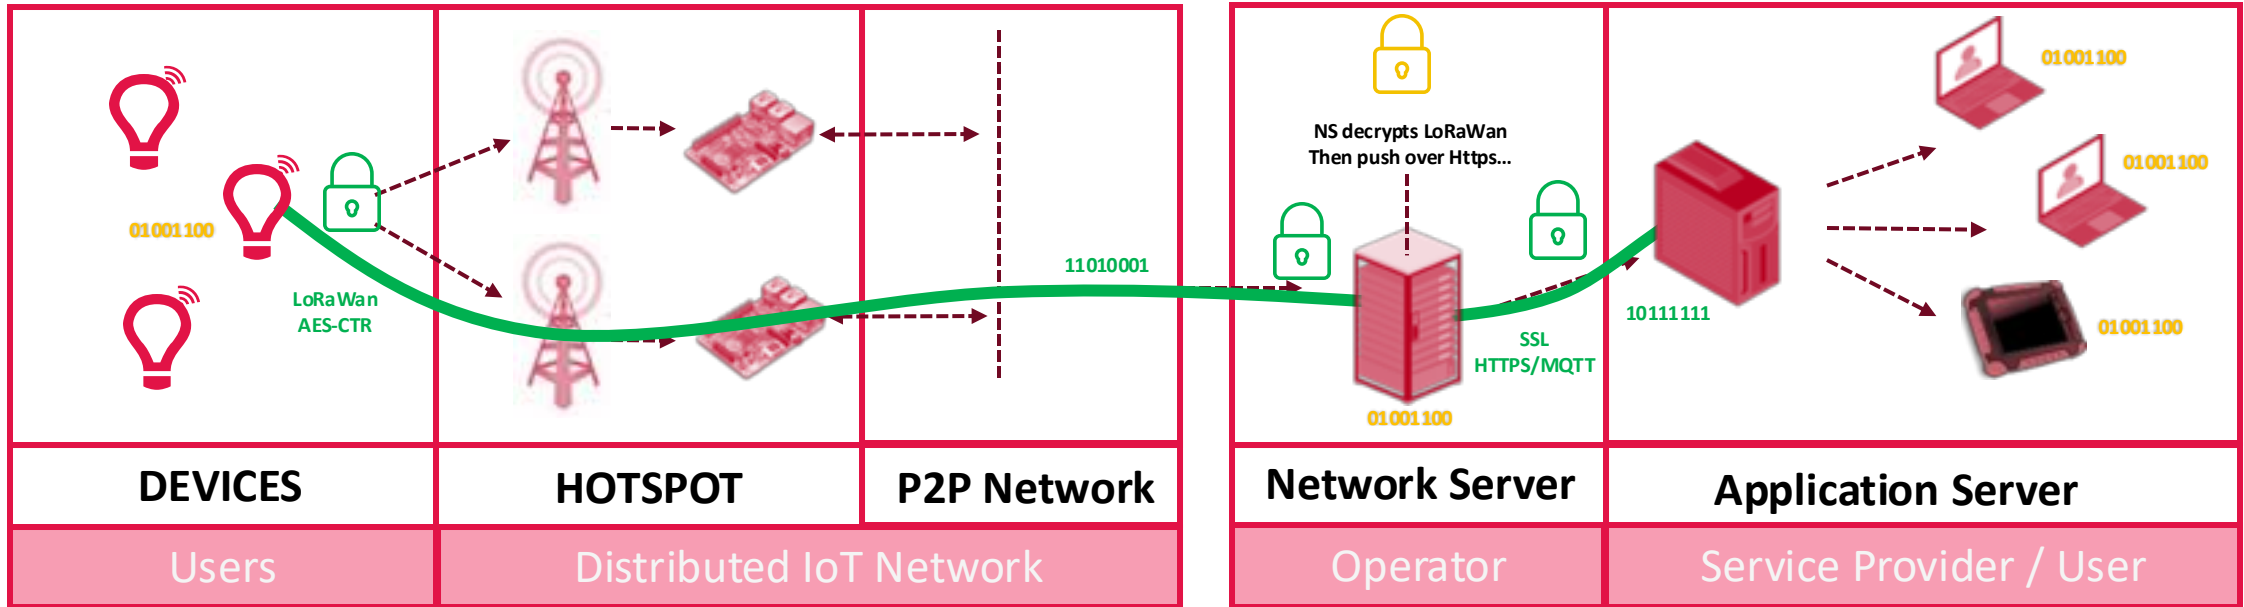 01001100
LoRaWan
AES-CTR
11010001
NS decrypts LoRaWan
Then push over Https...
01001100
SSL
HTTPS/MQTT
10111111
01001100
01001100
01001100
DEVICES
HOTSPOT
P2P Network
Network Server
Application Server
Users
Distributed IoT Network
Operator
Service Provider / User